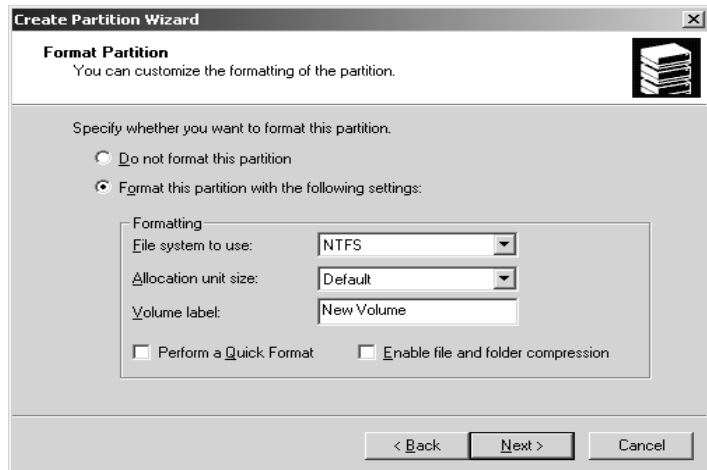 Create Partition Wizard
Format Partition
You can customize the formatting of the partition.
Specify whether you want to format this partition.
Do not format this partition
Format this partition with the following settings:
Formatting
File system to use: NTFS
Allocation unit size: Default
Volume label: New Volume
Perform a Quick Format Enable file and folder compression
< Back Next > Cancel